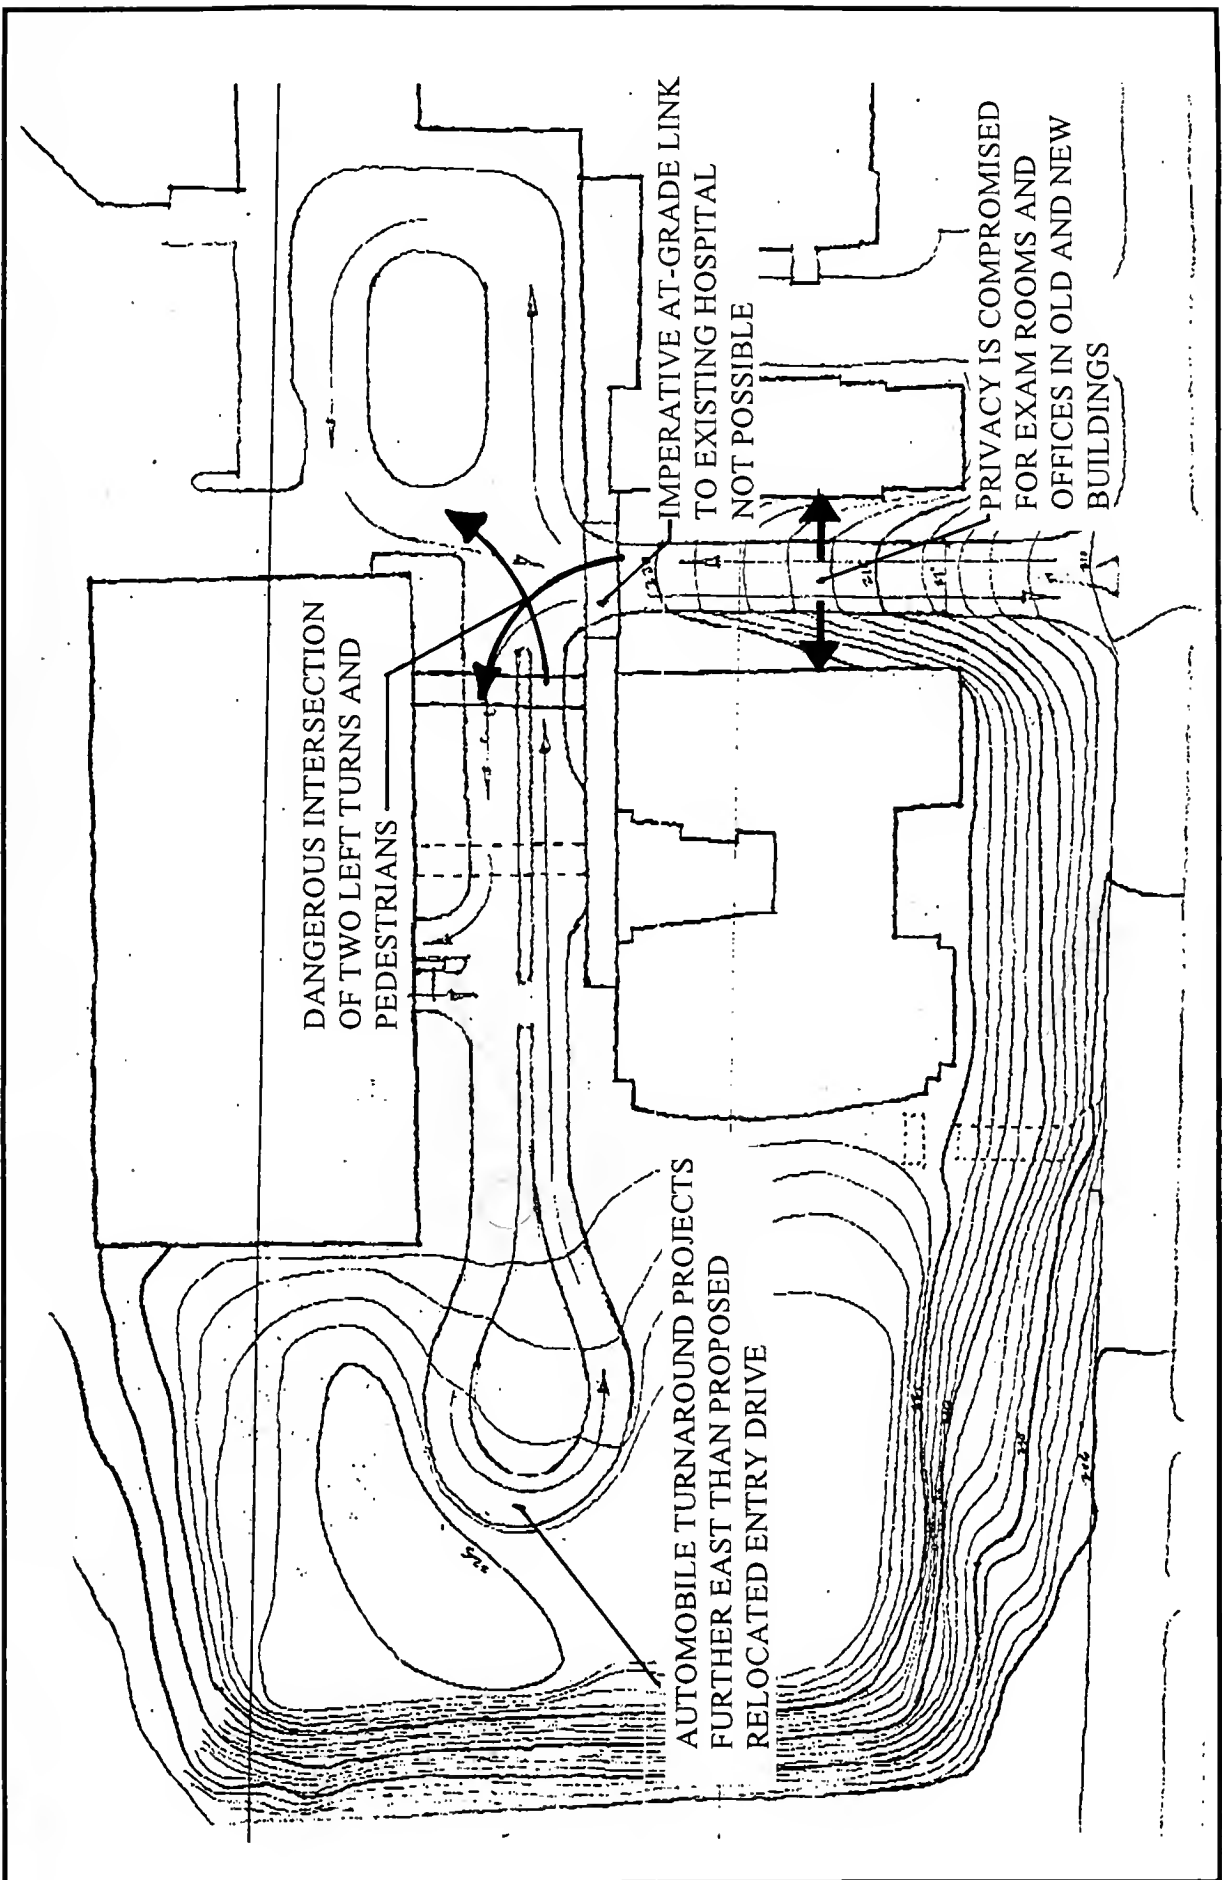 DANGEROUS INTERSECTION
OF TWO LEFT TURNS AND
PEDESTRIANS
IMPERATIVE AT-GRADE LINK
TO EXISTING HOSPITAL
NOT POSSIBLE
PRIVACY IS COMPROMISED
FOR EXAM ROOMS AND
OFFICES IN OLD AND NEW
BUILDINGS
AUTOMOBILE TURNAROUND PROJECTS
FURTHER EAST THAN PROPOSED
RELOCATED ENTRY DRIVE